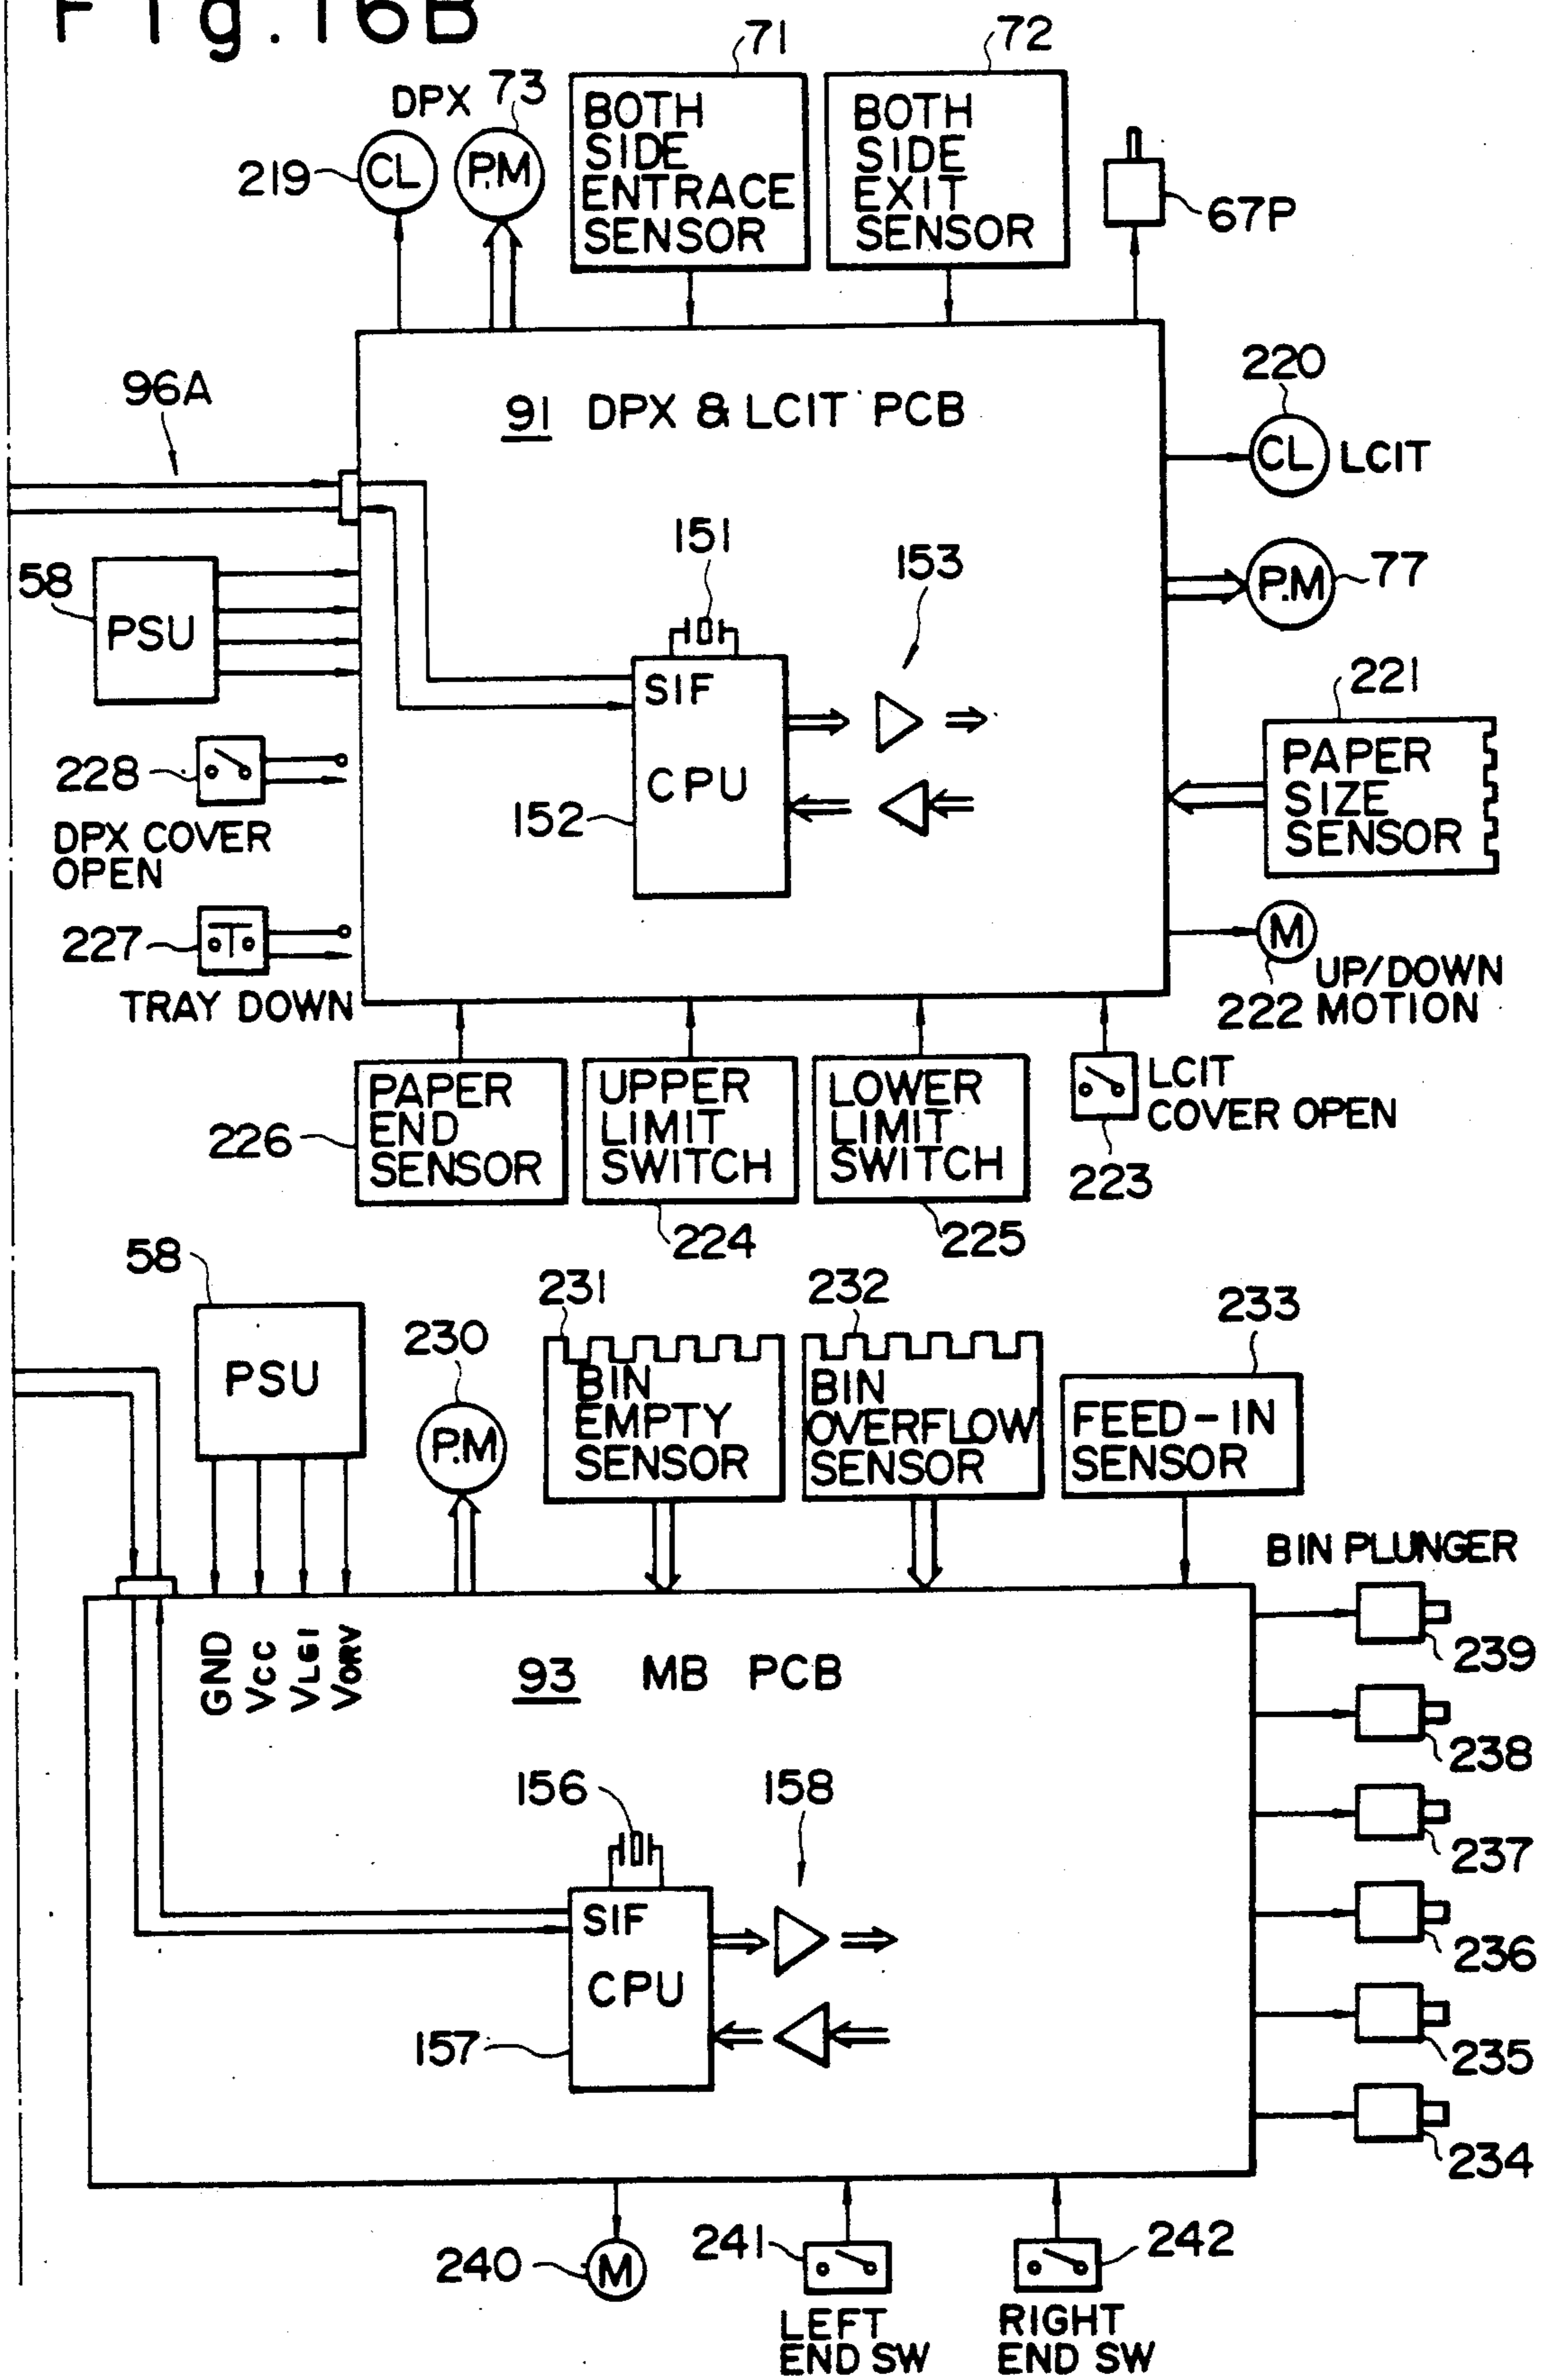 Fig. 16B
71
72
DPX 73
219
CL
P.M
BOTH
SIDE
ENTRACE
SENSOR
BOTH
SIDE
EXIT
SENSOR
67P
96A
91 DPX & LCIT PCB
220
CL LCIT
58
PSU
151
153
P.M 77
SIF
CPU
152
221
PAPER
SIZE
SENSOR
228
DPX COVER
OPEN
227
TRAY DOWN
M
UP/DOWN
222 MOTION
PAPER
END
SENSOR
226
UPPER
LIMIT
SWITCH
224
LOWER
LIMIT
SWITCH
225
LCIT
COVER OPEN
223
58
PSU
230
P.M
231
BIN
EMPTY
SENSOR
232
BIN
OVERFLOW
SENSOR
233
FEED-IN
SENSOR
BIN PLUNGER
239
238
237
236
235
234
GND
VCC
VLGI
VORV
93 MB PCB
156
158
SIF
CPU
157
240
M
241
242
LEFT
END SW
RIGHT
END SW